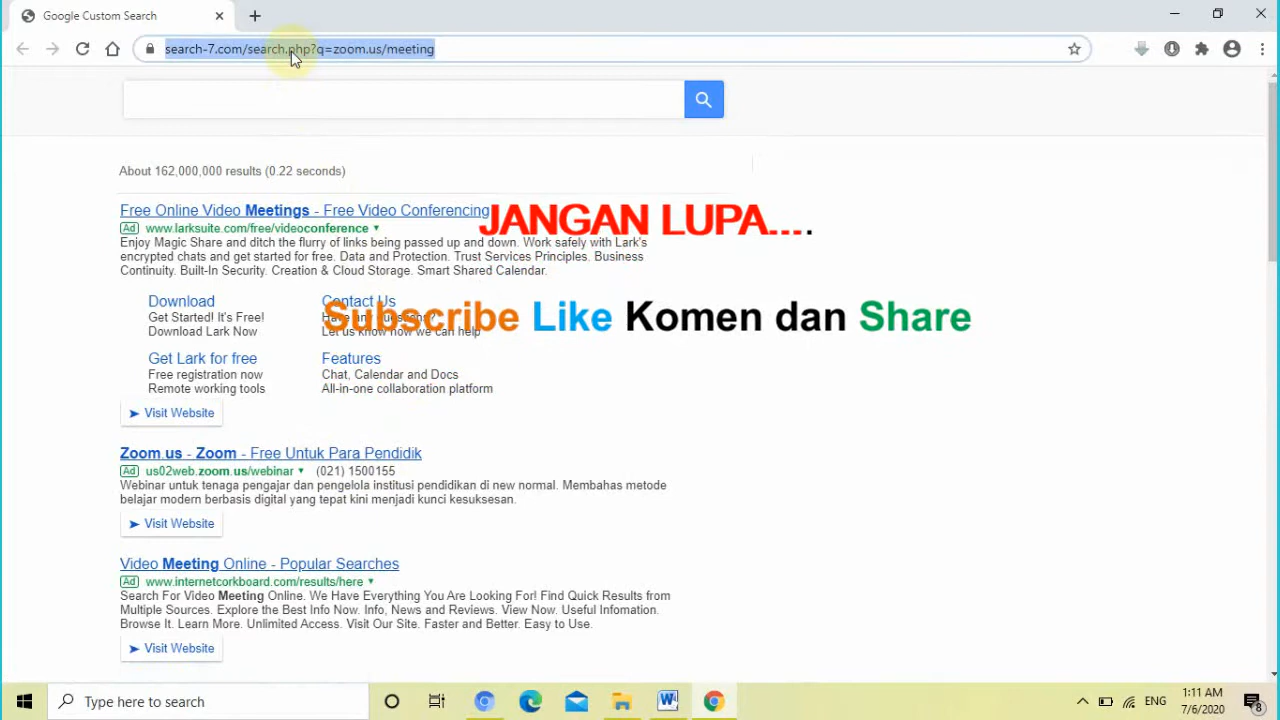 Google Custom Search
search-7.com/search.php?q=zoom.us/meeting
About 162,000,000 results (0.22 seconds)
Free Online Video Meetings - Free Video Conferencing
JANGAN LUPA....
Ad www.larksuite.com/free/videoconference
Enjoy Magic Share and ditch the flurry of links being passed up and down. Work safely with Lark's
encrypted chats and get started for free. Data and Protection. Trust Services Principles. Business
Continuity. Built-In Security. Creation & Cloud Storage. Smart Shared Calendar.
Download
Get Started! It's Free!
Download Lark Now
Contact Us
Have any Questions?
Let us know how we can help
Subscribe Like Komen dan Share
Get Lark for free
Free registration now
Remote working tools
Features
Chat, Calendar and Docs
All-in-one collaboration platform
Visit Website
Zoom.us - Zoom - Free Untuk Para Pendidik
Ad us02web.zoom.us/webinar (021) 1500155
Webinar untuk tenaga pengajar dan pengelola institusi pendidikan di new normal. Membahas metode
belajar modern berbasis digital yang tepat kini menjadi kunci kesuksesan.
Visit Website
Video Meeting Online - Popular Searches
Ad www.internetcorkboard.com/results/here
Search For Video Meeting Online. We Have Everything You Are Looking For! Find Quick Results from
Multiple Sources. Explore the Best Info Now. Info, News and Reviews. View Now. Useful Infomation.
Browse It. Learn More. Unlimited Access. Visit Our Site. Faster and Better. Easy to Use.
Visit Website
Type here to search
ENG
1:11 AM
7/6/2020
8